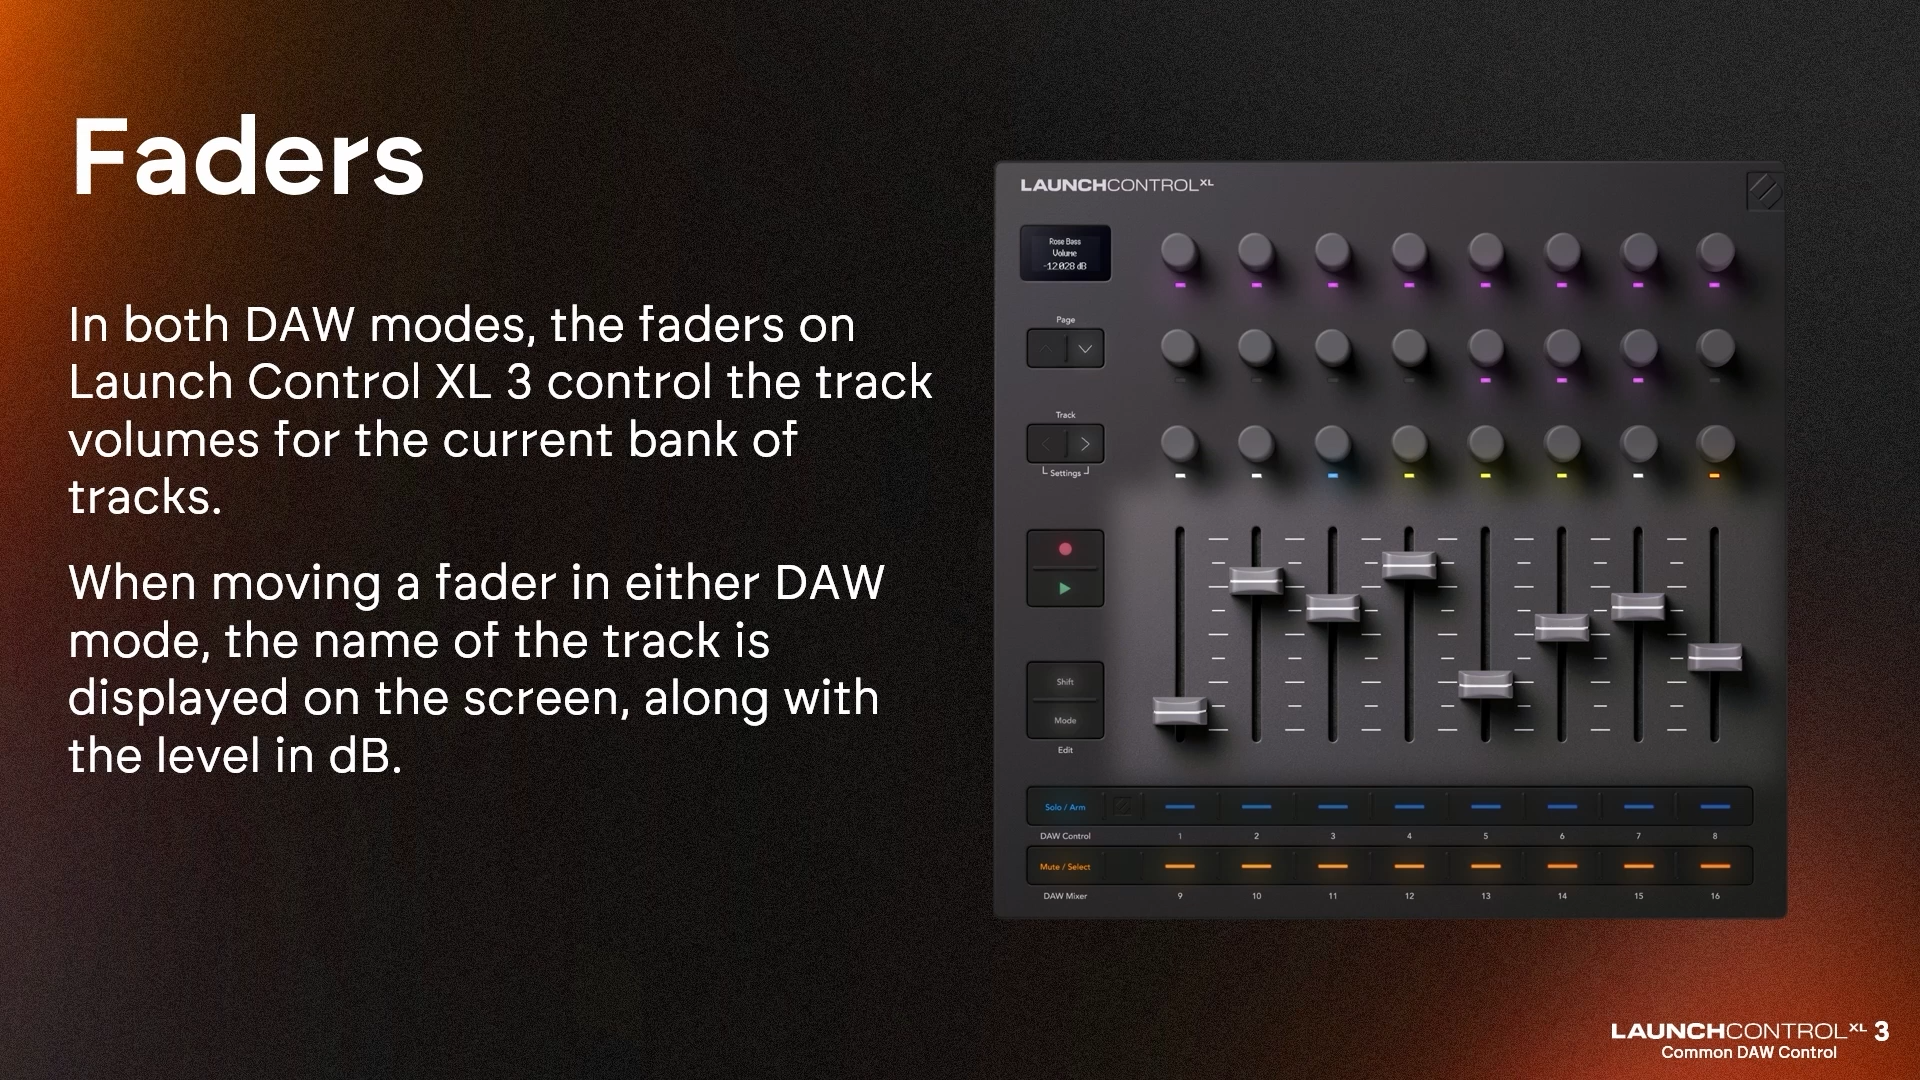 Faders
In both DAW modes, the faders on
Launch Control XL 3 control the track
volumes for the current bank of
tracks.
When moving a fader in either DAW
mode, the name of the track is
displayed on the screen, along with
the level in dB.
LAUNCHCONTROL XL
Rose Bass
Volume
-12.028 dB
Page
Track
Settings
Shift
Mode
Edit
Solo / Arm
DAW Control 1 2 3 4 5 6 7 8
Mute / Select
DAW Mixer 9 10 11 12 13 14 15 16
LAUNCHCONTROL XL 3
Common DAW Control